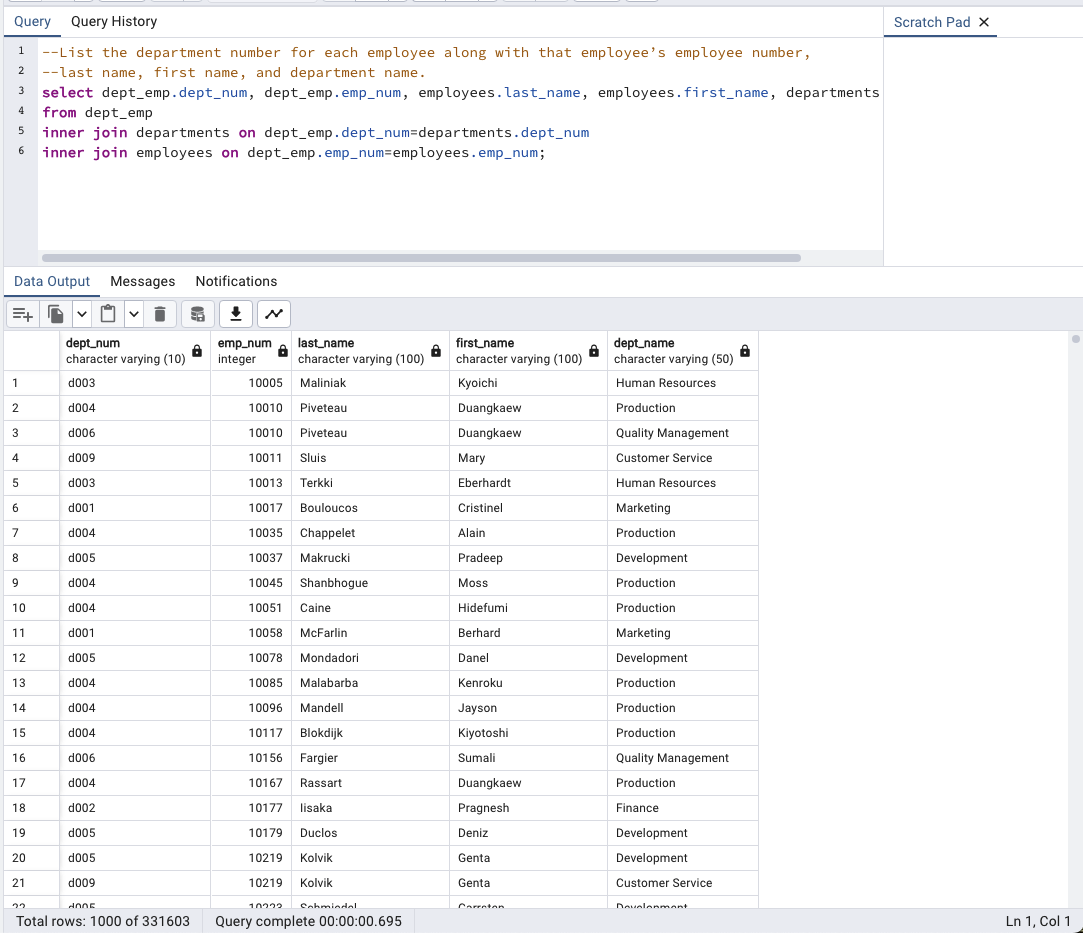 Query Query History Scratch Pad
1 --List the department number for each employee along with that employee’s employee number,
2 --last name, first name, and department name.
3 select dept_emp.dept_num, dept_emp.emp_num, employees.last_name, employees.first_name, departments
4 from dept_emp
5 inner join departments on dept_emp.dept_num=departments.dept_num
6 inner join employees on dept_emp.emp_num=employees.emp_num;
Data Output Messages Notifications
dept_num emp_num last_name first_name dept_name
character varying (10) integer character varying (100) character varying (100) character varying (50)
1 d003 10005 Maliniak Kyoichi Human Resources
2 d004 10010 Piveteau Duangkaew Production
3 d006 10010 Piveteau Duangkaew Quality Management
4 d009 10011 Sluis Mary Customer Service
5 d003 10013 Terkki Eberhardt Human Resources
6 d001 10017 Bouloucos Cristinel Marketing
7 d004 10035 Chappelet Alain Production
8 d005 10037 Makrucki Pradeep Development
9 d004 10045 Shanbhogue Moss Production
10 d004 10051 Caine Hidefumi Production
11 d001 10058 McFarlin Berhard Marketing
12 d005 10078 Mondadori Danel Development
13 d004 10085 Malabarba Kenroku Production
14 d004 10096 Mandell Jayson Production
15 d004 10117 Blokdijk Kiyotoshi Production
16 d006 10156 Fargier Sumali Quality Management
17 d004 10167 Rassart Duangkaew Production
18 d002 10177 Iisaka Pragnesh Finance
19 d005 10179 Duclos Deniz Development
20 d005 10219 Kolvik Genta Development
21 d009 10219 Kolvik Genta Customer Service
22 d005 10223 Schmiedel Carrsten Development
Total rows: 1000 of 331603 Query complete 00:00:00.695 Ln 1, Col 1